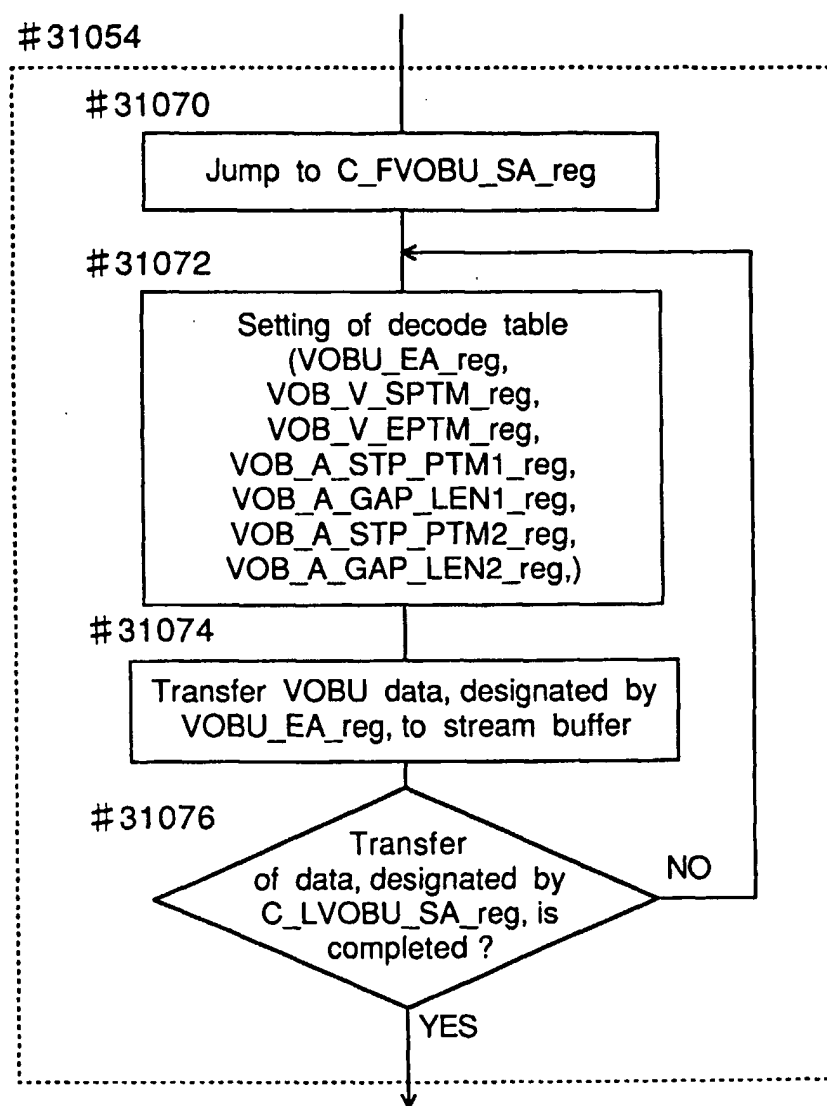 #31054
#31070
Jump to C_FVOBU_SA_reg
#31072
Setting of decode table
(VOBU_EA_reg,
VOB_V_SPTM_reg,
VOB_V_EPTM_reg,
VOB_A_STP_PTM1_reg,
VOB_A_GAP_LEN1_reg,
VOB_A_STP_PTM2_reg,
VOB_A_GAP_LEN2_reg,)
#31074
Transfer VOBU data, designated by
VOBU_EA_reg, to stream buffer
#31076
Transfer
of data, designated by
C_LVOBU_SA_reg, is
completed ?
NO
YES